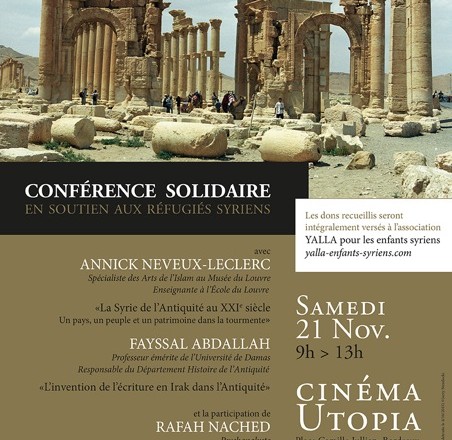 CONFÉRENCE SOLIDAIRE
EN SOUTIEN AUX RÉFUGIÉS SYRIENS
Les dons recueillis seront
intégralement versés à l'association
YALLA pour les enfants syriens
yalla-enfants-syriens.com
avec
ANNICK NEVEUX-LECLERC
Spécialiste des Arts de l'Islam au Musée du Louvre
Enseignante à l'École du Louvre
«La Syrie de l'Antiquité au XXIe siècle
Un pays, un peuple et un patrimoine dans la tourmente»
FAYSSAL ABDALLAH
Professeur émérite de l'Université de Damas
Responsable du Département Histoire de l'Antiquité
«L'invention de l'écriture en Irak dans l'Antiquité»
et la participation de
RAFAH NACHED
SAMEDI
21 NOV.
9h > 13h
CINÉMA
UTOPIA